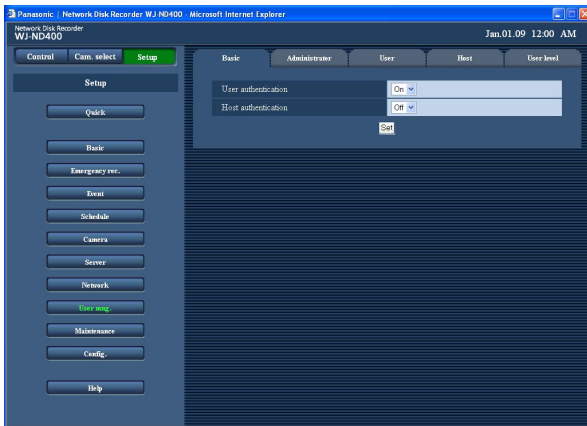 Panasonic | Network Disk Recorder WJ-ND400 - Microsoft Internet Explorer
Network Disk Recorder
WJ-ND400
Jan.01.09 12:00 AM
Control Cam. select Setup
Basic Administrator User Host User level
Setup
User authentication On
Host authentication Off
Set
Quick
Basic
Emergency rec.
Event
Schedule
Camera
Server
Network
User mng.
Maintenance
Config.
Help